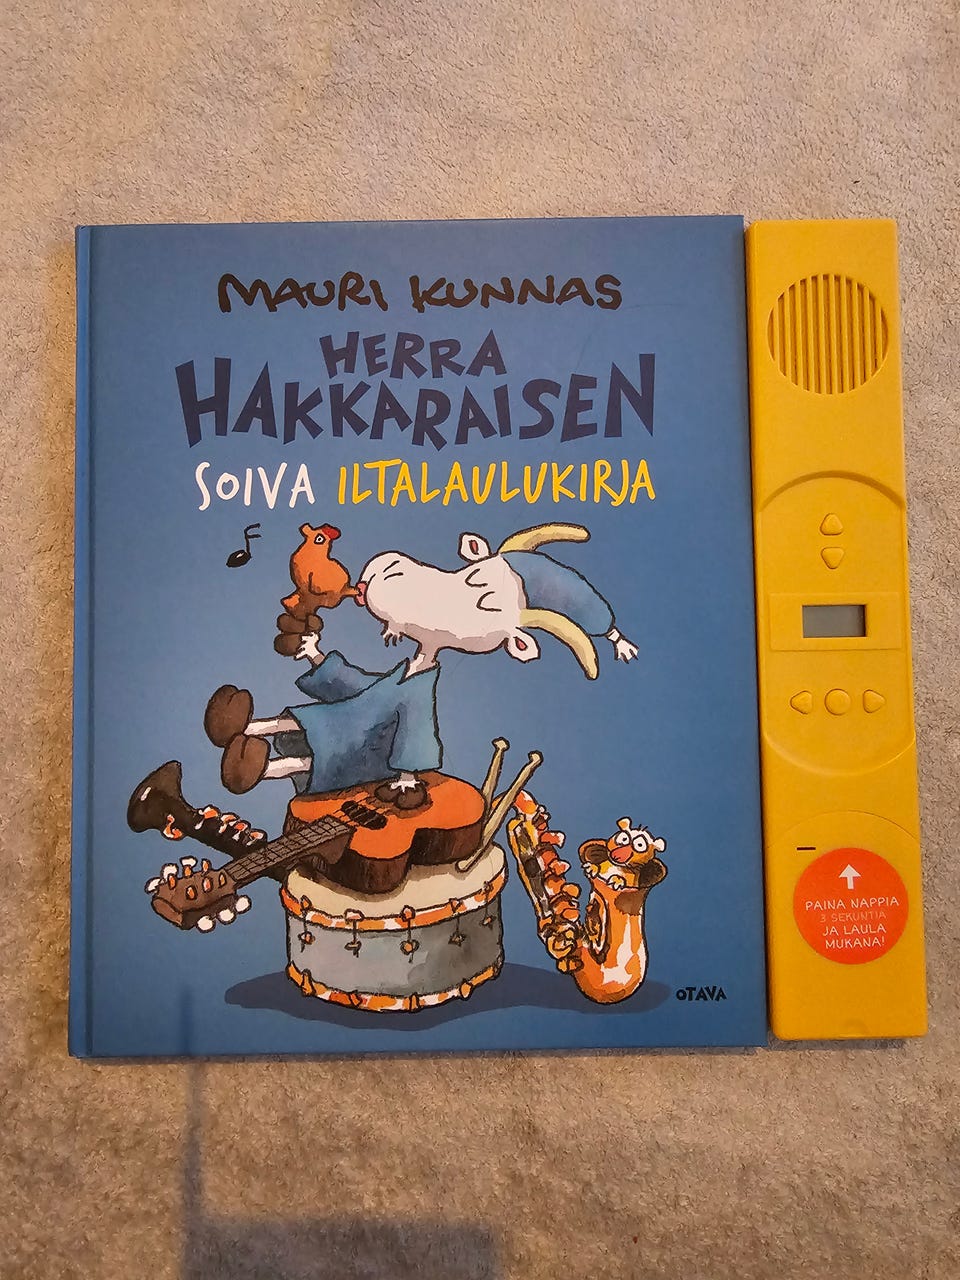 MAURI KUNNAS
HERRA
HAKKARAISEN
SOIVA ILTALAULUKIRJA
OTAVA
PAINA NAPPIA
3 SEKUNTIA
JA LAULA
MUKANA!